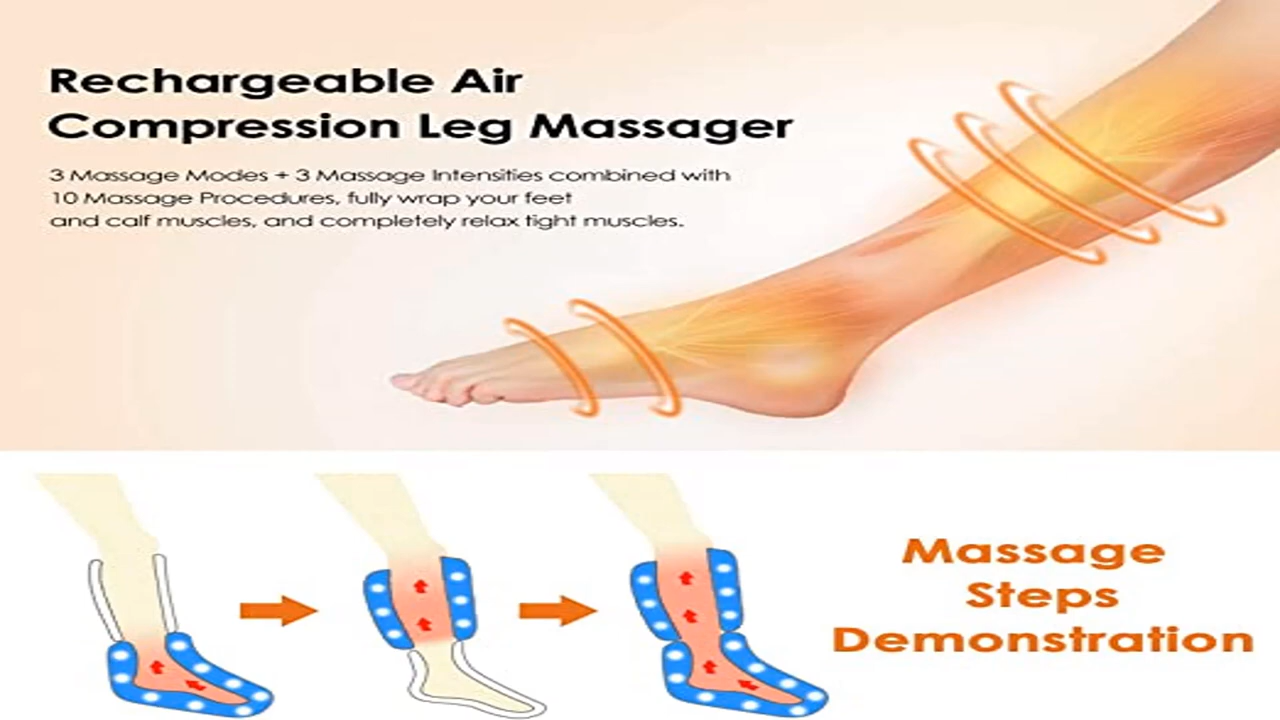 Rechargeable Air
Compression Leg Massager
3 Massage Modes + 3 Massage Intensities combined with
10 Massage Procedures, fully wrap your feet
and calf muscles, and completely relax tight muscles.
Massage
Steps
Demonstration